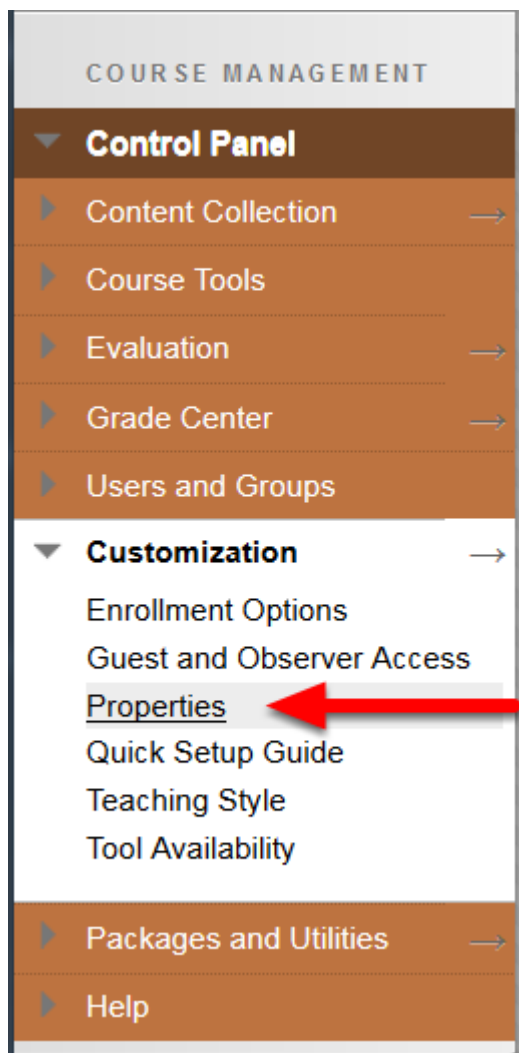 COURSE MANAGEMENT
Control Panel
Content Collection →
Course Tools
Evaluation →
Grade Center →
Users and Groups
Customization →
Enrollment Options
Guest and Observer Access
Properties
Quick Setup Guide
Teaching Style
Tool Availability
Packages and Utilities →
Help